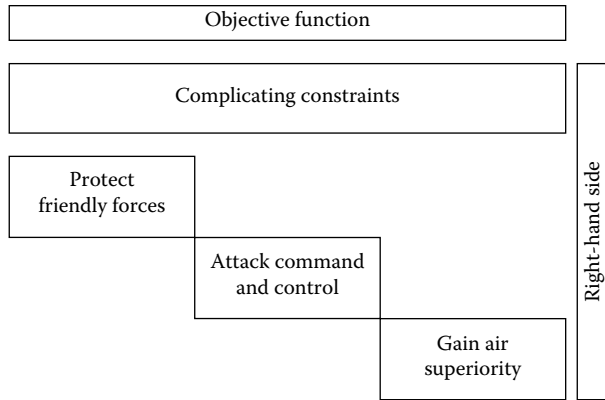 Objective function
Complicating constraints
Protect
friendly forces
Attack command
and control
Gain air
superiority
Right-hand side